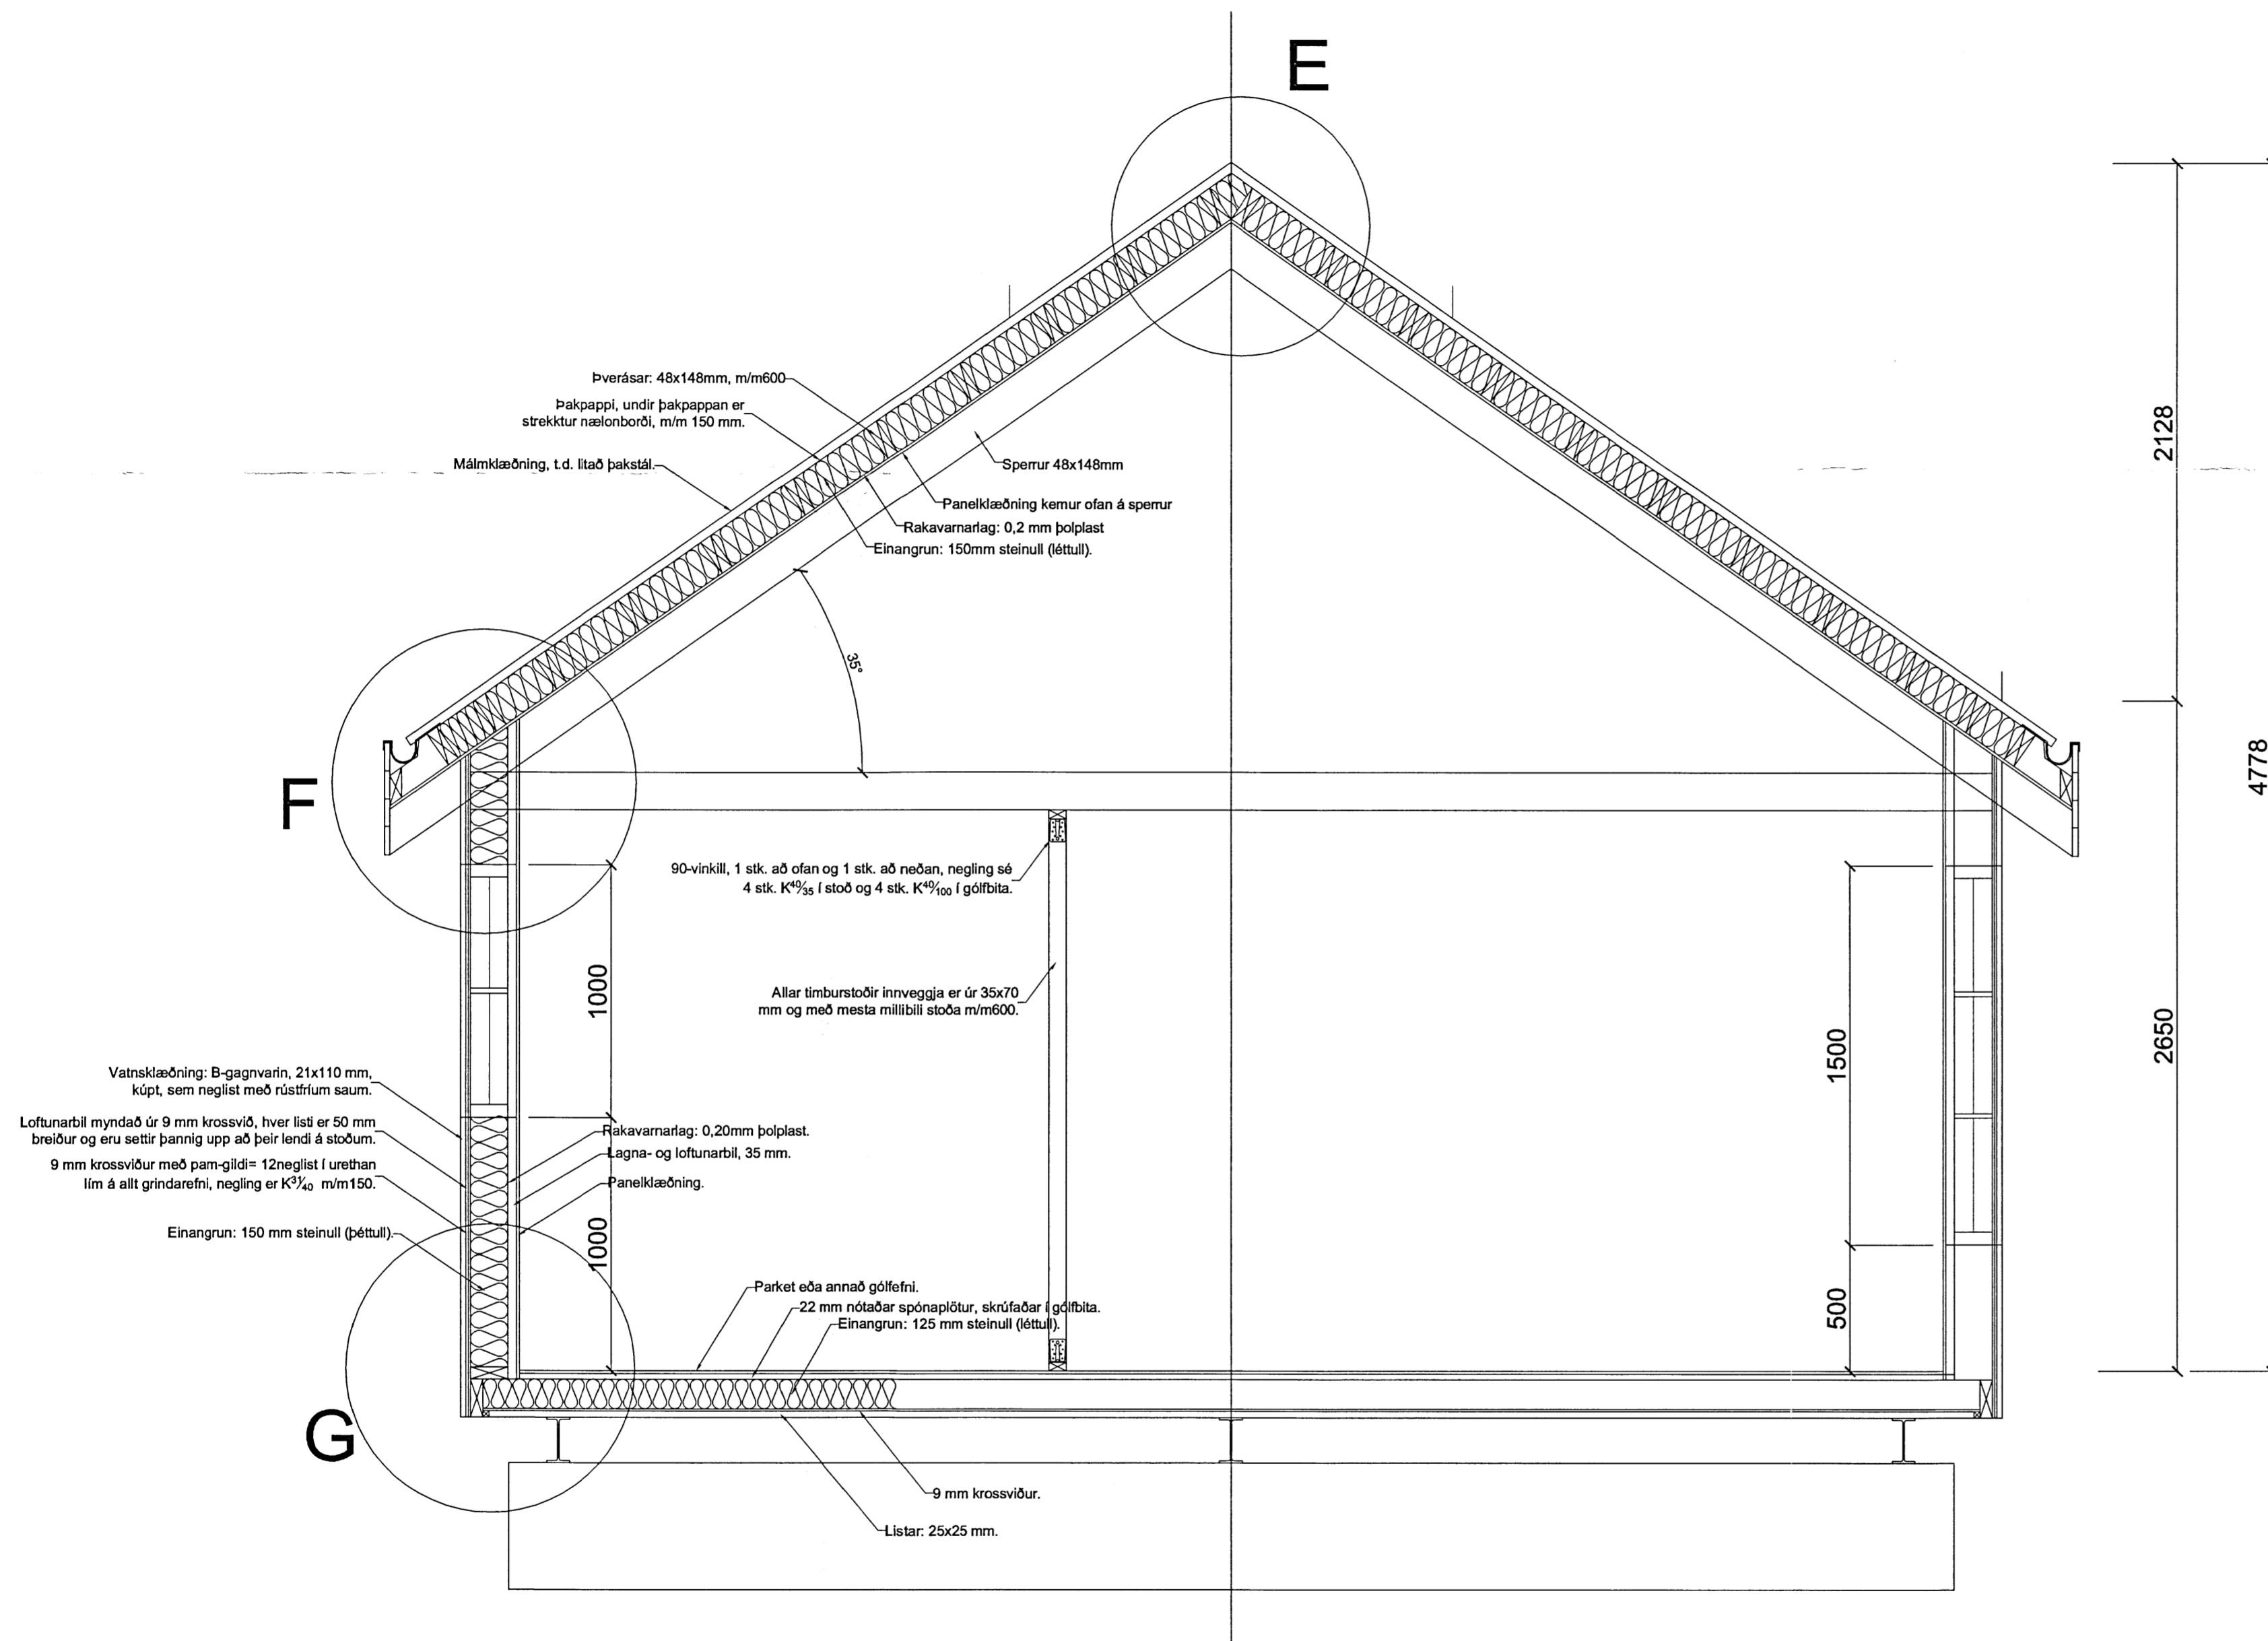 E
Þverásar: 48x148mm, m/m600
Þakpappi, undir þakpappan er
strekktur nælonborði, m/m 150 mm.
Málmklæðning, t.d. litað þakstál.
Sperrur 48x148mm
Panelklæðning kemur ofan á sperrur
Rakavarnarlag: 0,2 mm þolplast
Einangrun: 150mm steinull (léttull).
2128
35°
4778
F
90-vinkill, 1 stk. að ofan og 1 stk. að neðan, negling sé
4 stk. K40/35 í stoð og 4 stk. K40/100 í gólfbita.
1000
Allar timburstoðir innveggja er úr 35x70
mm og með mesta millibili stoða m/m600.
1500
2650
Vatnsklæðning: B-gagnvarin, 21x110 mm,
kúpt, sem neglist með rústfríum saum.
Loftunarbil myndað úr 9 mm krossvið, hver listi er 50 mm
breiður og eru settir þannig upp að þeir lendi á stoðum.
9 mm krossviður með pam-gildi= 12neglist í urethan
lím á allt grindarefni, negling er K31/40 m/m150.
Einangrun: 150 mm steinull (þéttull).
Rakavarnarlag: 0,20mm þolplast.
Lagna- og loftunarbil, 35 mm.
Panelklæðning.
1000
500
Parket eða annað gólfefni.
22 mm nótaðar spónaplötur, skrúfaðar í gólfbita.
Einangrun: 125 mm steinull (léttull).
G
9 mm krossviður.
Listar: 25x25 mm.